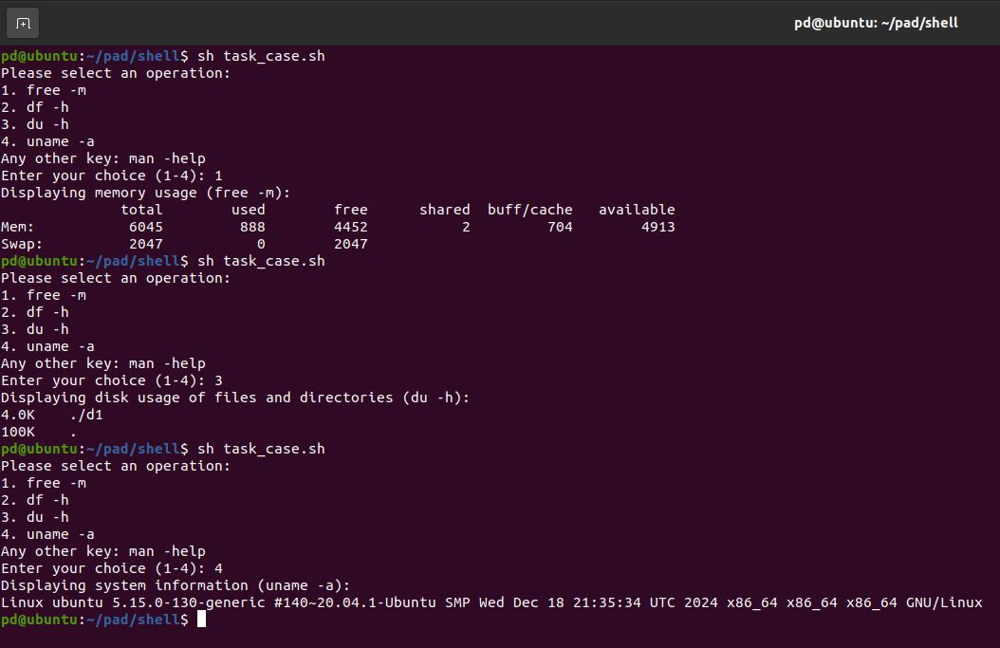 pd@ubuntu: ~/pad/shell
pd@ubuntu:~/pad/shell$ sh task_case.sh
Please select an operation:
1. free -m
2. df -h
3. du -h
4. uname -a
Any other key: man -help
Enter your choice (1-4): 1
Displaying memory usage (free -m):
              total        used        free      shared  buff/cache   available
Mem:           6045         888        4452           2         704        4913
Swap:          2047           0        2047
pd@ubuntu:~/pad/shell$ sh task_case.sh
Please select an operation:
1. free -m
2. df -h
3. du -h
4. uname -a
Any other key: man -help
Enter your choice (1-4): 3
Displaying disk usage of files and directories (du -h):
4.0K    ./d1
100K    .
pd@ubuntu:~/pad/shell$ sh task_case.sh
Please select an operation:
1. free -m
2. df -h
3. du -h
4. uname -a
Any other key: man -help
Enter your choice (1-4): 4
Displaying system information (uname -a):
Linux ubuntu 5.15.0-130-generic #140~20.04.1-Ubuntu SMP Wed Dec 18 21:35:34 UTC 2024 x86_64 x86_64 x86_64 GNU/Linux
pd@ubuntu:~/pad/shell$